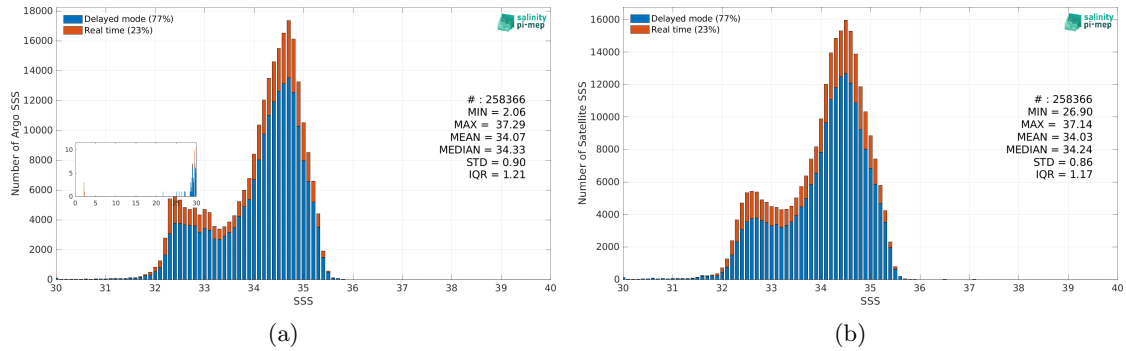 Delayed mode (77%)
Real time (23%)
salinity
pi-mep
# : 258366
MIN = 2.06
MAX = 37.29
MEAN = 34.07
MEDIAN = 34.33
STD = 0.90
IQR = 1.21
Number of Argo SSS
18000
16000
14000
12000
10000
8000
6000
4000
2000
0
10
5
0
0 5 10 15 20 25 30
30 31 32 33 34 35 36 37 38 39 40
SSS
(a)
Delayed mode (77%)
Real time (23%)
salinity
pi-mep
# : 258366
MIN = 26.90
MAX = 37.14
MEAN = 34.03
MEDIAN = 34.24
STD = 0.86
IQR = 1.17
Number of Satellite SSS
16000
14000
12000
10000
8000
6000
4000
2000
0
30 31 32 33 34 35 36 37 38 39 40
SSS
(b)